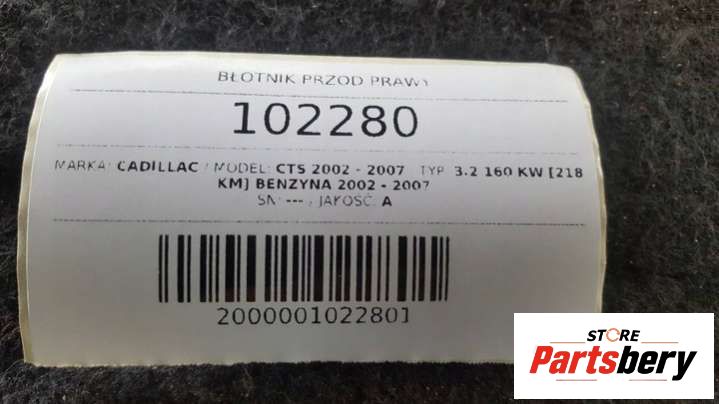 BŁOTNIK PRZOD PRAWY
102280
MARKA: CADILLAC / MODEL: CTS 2002 - 2007 TYP 3.2 160 KW [218
KM] BENZYNA 2002 - 2007
SN: --- , JAKOŚĆ: A
2000001022801
STORE
Partsbery